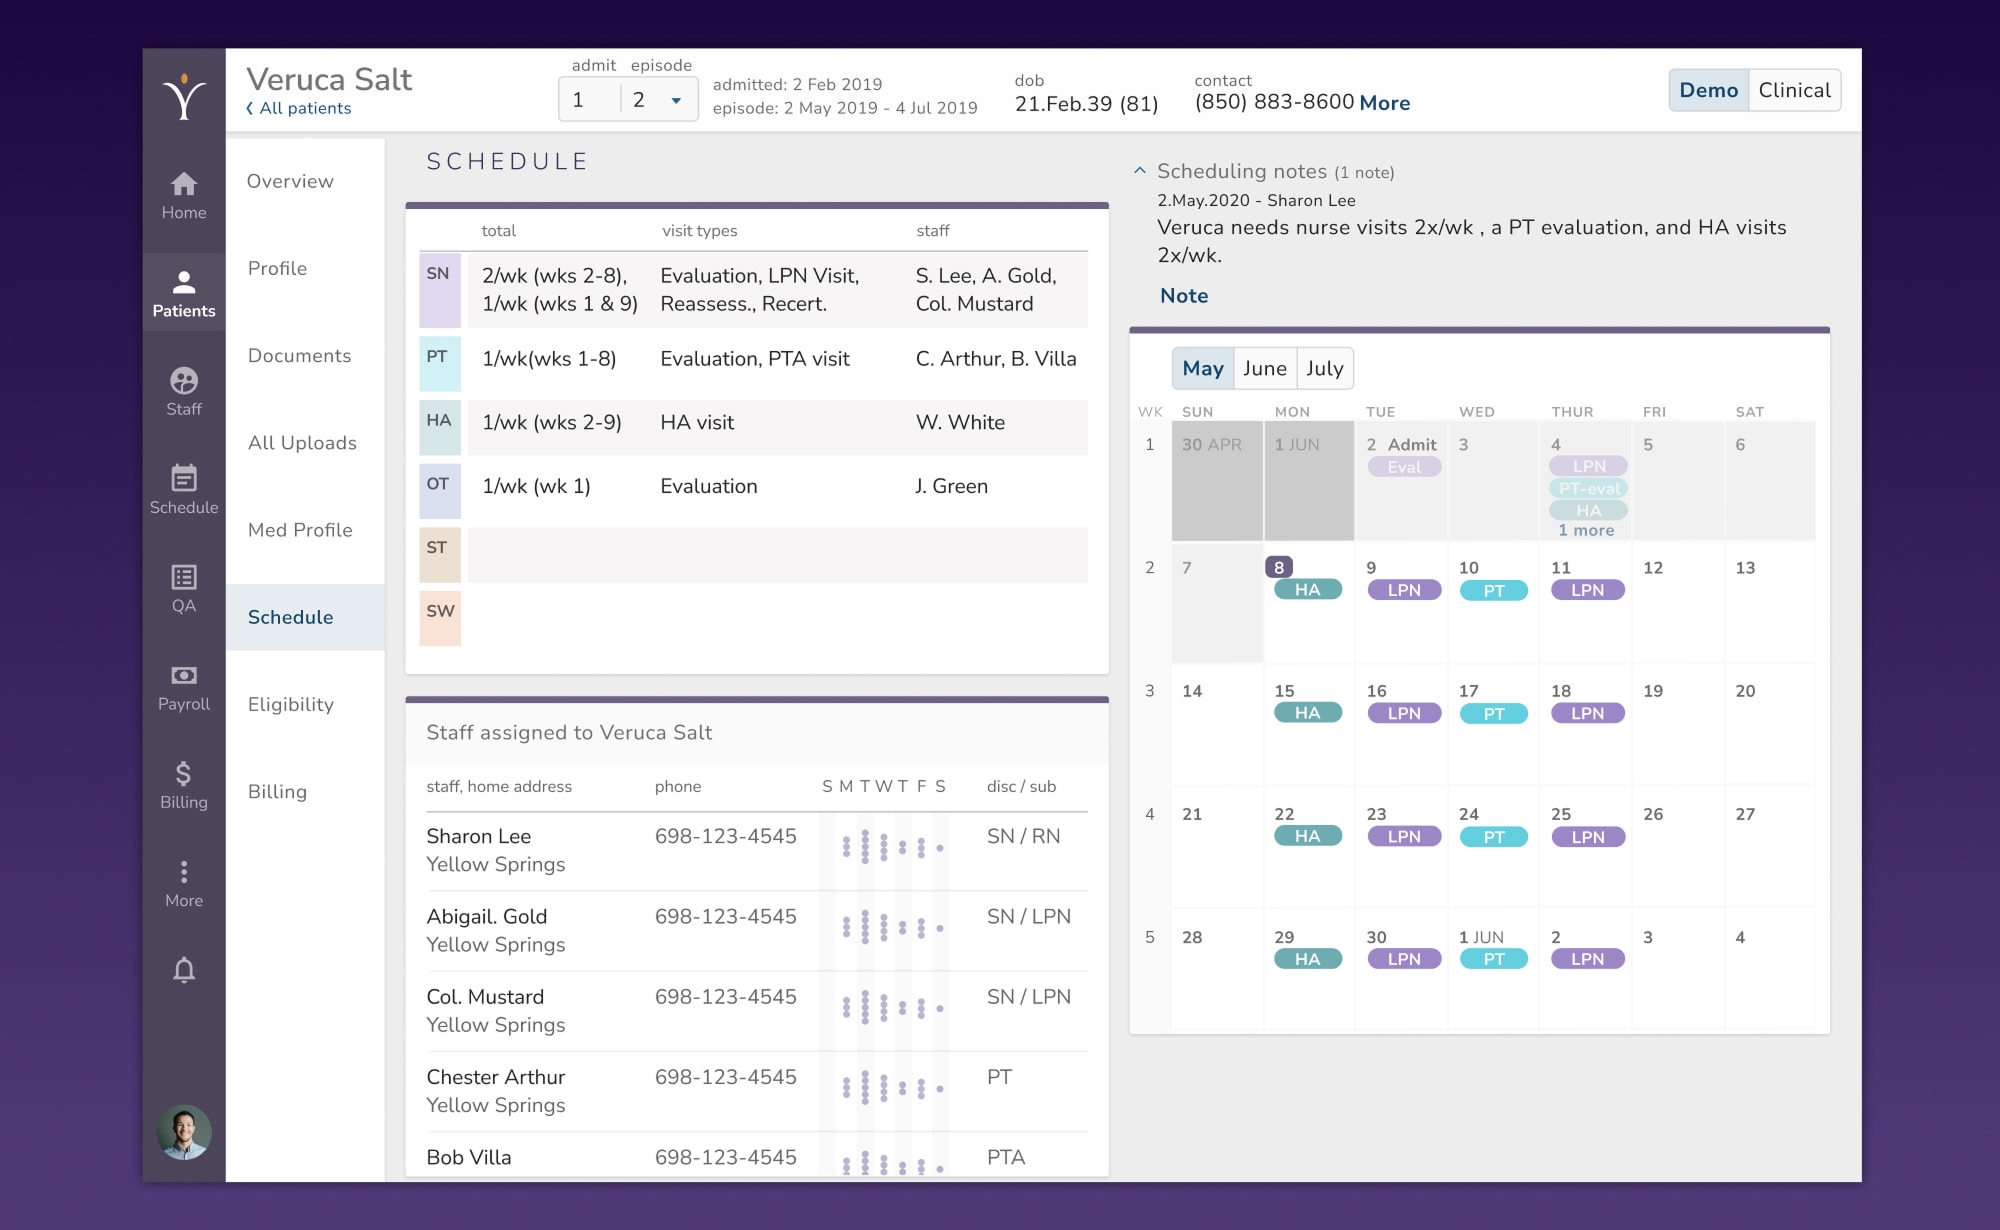 Veruca Salt
All patients
admit episode
1 2
admitted: 2 Feb 2019
episode: 2 May 2019 - 4 Jul 2019
dob
21.Feb.39 (81)
contact
(850) 883-8600 More
Demo Clinical
Home
Patients
Staff
Schedule
QA
Payroll
Billing
More
Overview
Profile
Documents
All Uploads
Med Profile
Schedule
Eligibility
Billing
SCHEDULE
total visit types staff
SN 2/wk (wks 2-8), Evaluation, LPN Visit, S. Lee, A. Gold,
1/wk (wks 1 & 9) Reassess., Recert. Col. Mustard
PT 1/wk(wks 1-8) Evaluation, PTA visit C. Arthur, B. Villa
HA 1/wk (wks 2-9) HA visit W. White
OT 1/wk (wk 1) Evaluation J. Green
ST
SW
Staff assigned to Veruca Salt
staff, home address phone S M T W T F S disc / sub
Sharon Lee 698-123-4545 SN / RN
Yellow Springs
Abigail. Gold 698-123-4545 SN / LPN
Yellow Springs
Col. Mustard 698-123-4545 SN / LPN
Yellow Springs
Chester Arthur 698-123-4545 PT
Yellow Springs
Bob Villa 698-123-4545 PTA
Scheduling notes (1 note)
2.May.2020 - Sharon Lee
Veruca needs nurse visits 2x/wk , a PT evaluation, and HA visits
2x/wk.
Note
May June July
WK SUN MON TUE WED THUR FRI SAT
1 30 APR 1 JUN 2 Admit 3 4 5 6
Eval LPN
PT-eval
HA
1 more
2 7 8 9 10 11 12 13
HA LPN PT LPN
3 14 15 16 17 18 19 20
HA LPN PT LPN
4 21 22 23 24 25 26 27
HA LPN PT LPN
5 28 29 30 1 JUN 2 3 4
HA LPN PT LPN